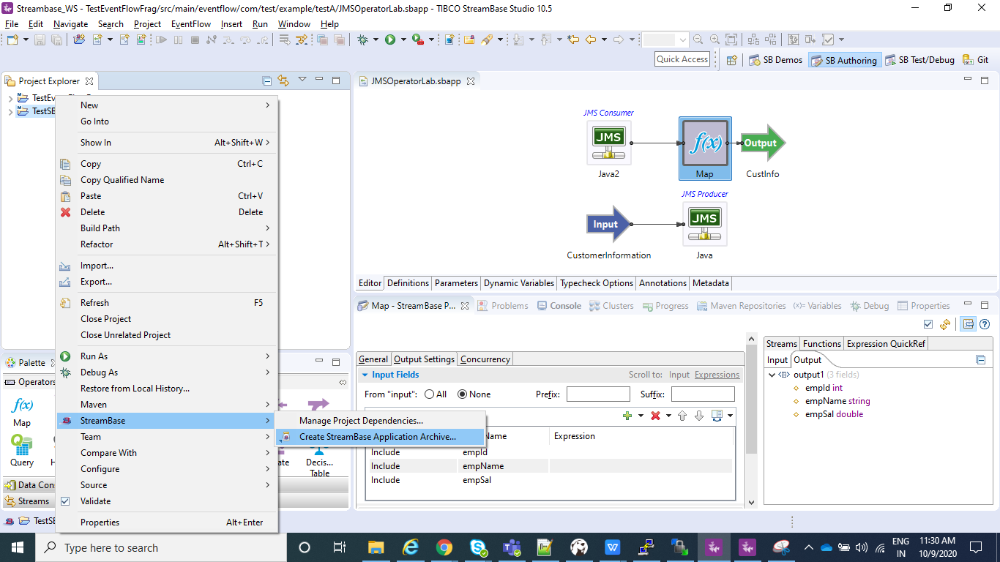 Streambase_WS - TestEventFlowFrag/src/main/eventflow/com/test/example/testA/JMSOperatorLab.sbapp - TIBCO StreamBase Studio 10.5
File Edit Navigate Search Project EventFlow Insert Run Window Help
Quick Access
SB Demos
SB Authoring
SB Test/Debug
Git
Project Explorer
TestSB
New
Go Into
Show In Alt+Shift+W
Copy Ctrl+C
Copy Qualified Name
Paste Ctrl+V
Delete Delete
Build Path
Refactor Alt+Shift+T
Import...
Export...
Refresh F5
Close Project
Close Unrelated Project
Run As
Debug As
Restore from Local History...
Maven
StreamBase
Team
Compare With
Configure
Source
Validate
Properties Alt+Enter
Manage Project Dependencies...
Create StreamBase Application Archive...
Palette
Operators
f(x)
Map
Query
Decis...
Table
Data Con
Streams
TestSB
JMSOperatorLab.sbapp
JMS Consumer
JMS
Java2
f(x)
Map
Output
CustInfo
JMS Producer
Input
CustomerInformation
JMS
Java
Editor Definitions Parameters Dynamic Variables Typecheck Options Annotations Metadata
Map - StreamBase P...
Problems
Console
Clusters
Progress
Maven Repositories
(x)= Variables
Debug
Properties
General Output Settings Concurrency
Input Fields
Scroll to: Input Expressions
From "input": All None Prefix: Suffix:
Expression
Include empId
Include empName
Include empSal
Streams Functions Expression QuickRef
Input Output
output1 (3 fields)
empId int
empName string
empSal double
Type here to search
ENG
IN
11:30 AM
10/9/2020